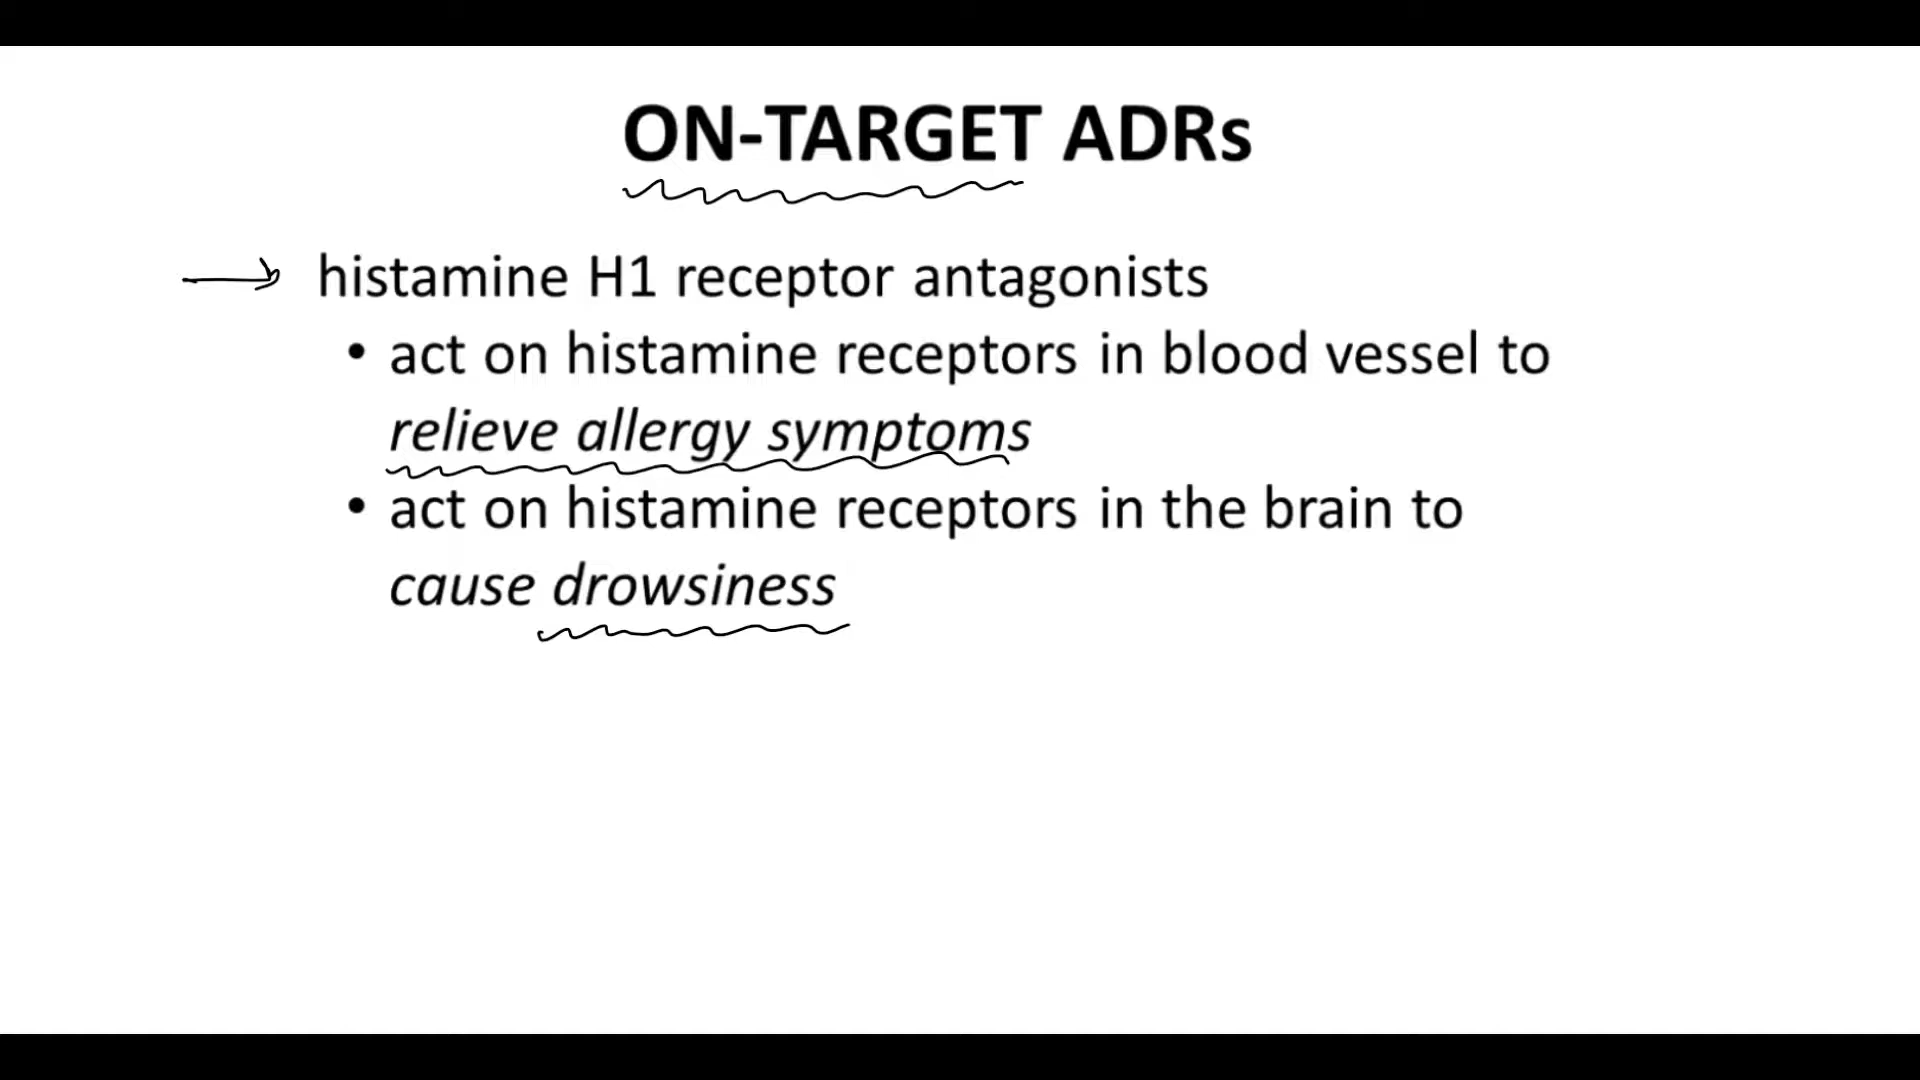 ON-TARGET ADRs
histamine H1 receptor antagonists
• act on histamine receptors in blood vessel to
relieve allergy symptoms
• act on histamine receptors in the brain to
cause drowsiness